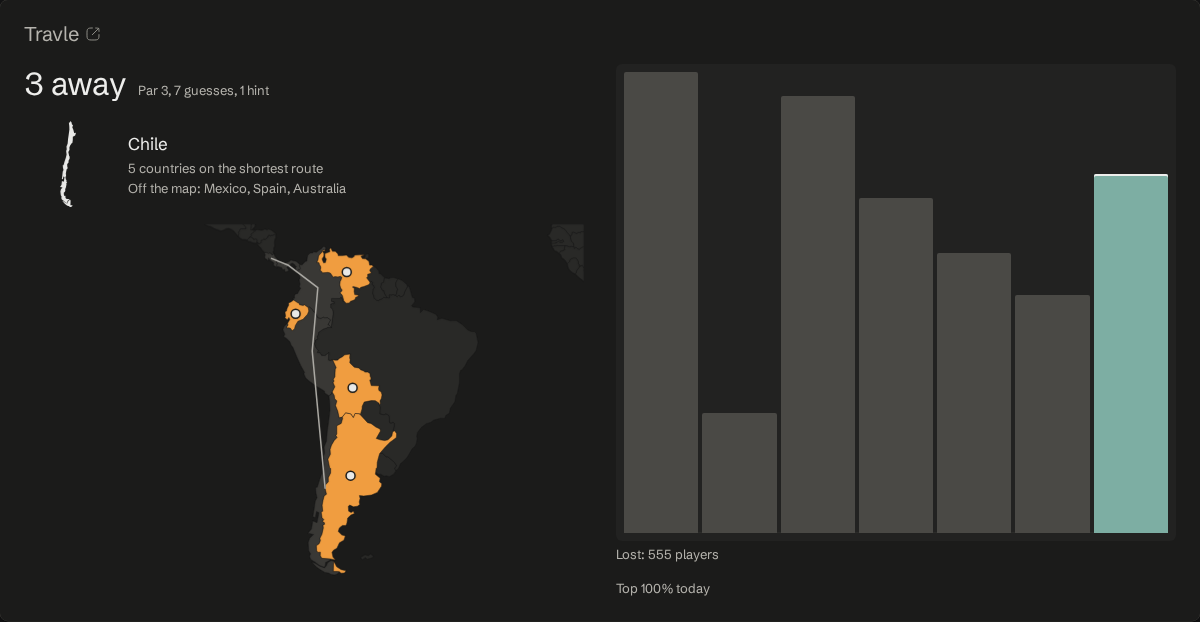 Travle
3 away Par 3, 7 guesses, 1 hint
Chile
5 countries on the shortest route
Off the map: Mexico, Spain, Australia
Lost: 555 players
Top 100% today